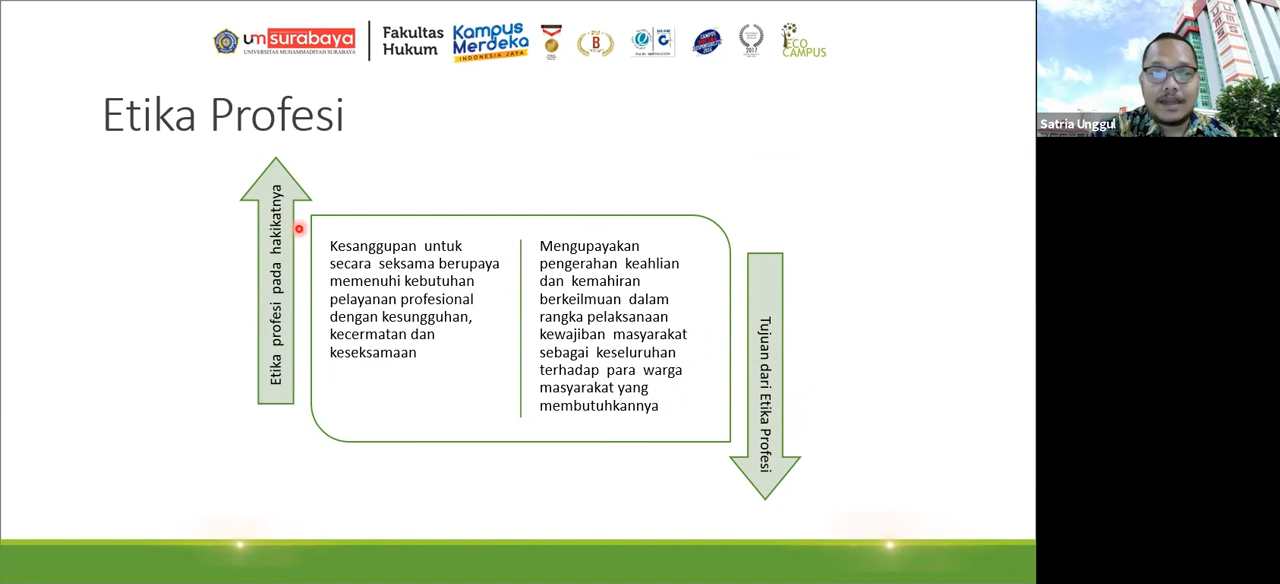 um surabaya
UNIVERSITAS MUHAMMADIYAH SURABAYA
Fakultas
Hukum
Kampus
Merdeka
INDONESIA JAYA
B
2017
ECO
CAMPUS
Satria Unggul
Etika Profesi
Etika profesi pada hakikatnya
Kesanggupan untuk
secara seksama berupaya
memenuhi kebutuhan
pelayanan profesional
dengan kesungguhan,
kecermatan dan
keseksamaan
Mengupayakan
pengerahan keahlian
dan kemahiran
berkeilmuan dalam
rangka pelaksanaan
kewajiban masyarakat
sebagai keseluruhan
terhadap para warga
masyarakat yang
membutuhkannya
Tujuan dari Etika Profesi